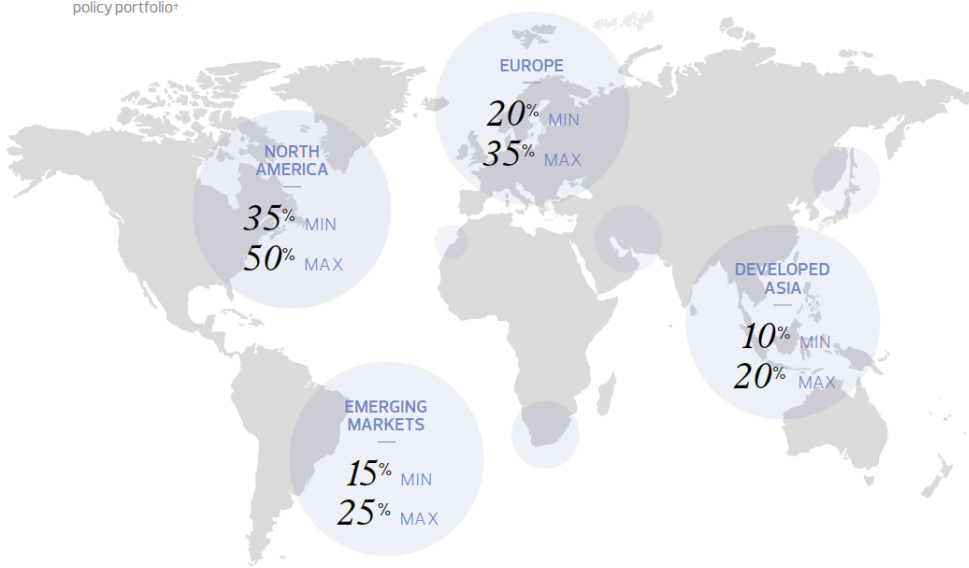 policy portfolio†
EUROPE
20% MIN
35% MAX
NORTH
AMERICA
35% MIN
50% MAX
DEVELOPED
ASIA
10% MIN
20% MAX
EMERGING
MARKETS
15% MIN
25% MAX